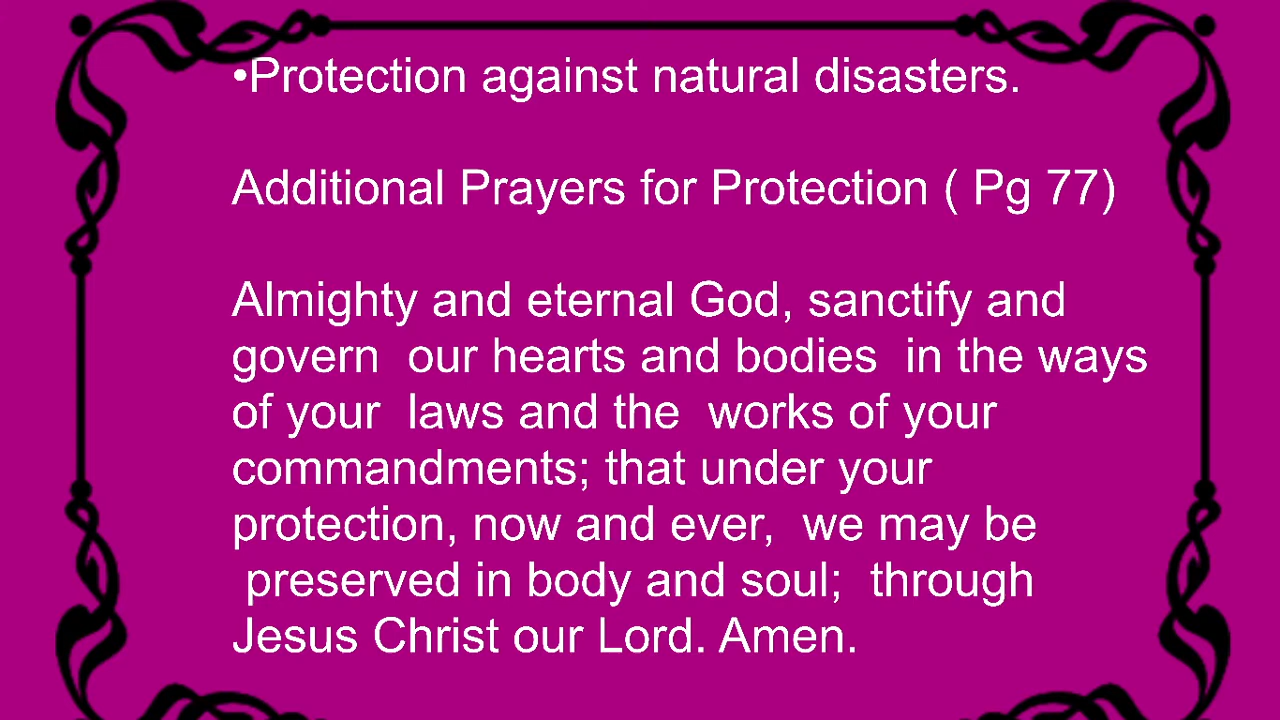 •Protection against natural disasters.
Additional Prayers for Protection ( Pg 77)
Almighty and eternal God, sanctify and
govern  our hearts and bodies  in the ways
of your  laws and the  works of your
commandments; that under your
protection, now and ever,  we may be
preserved in body and soul;  through
Jesus Christ our Lord. Amen.